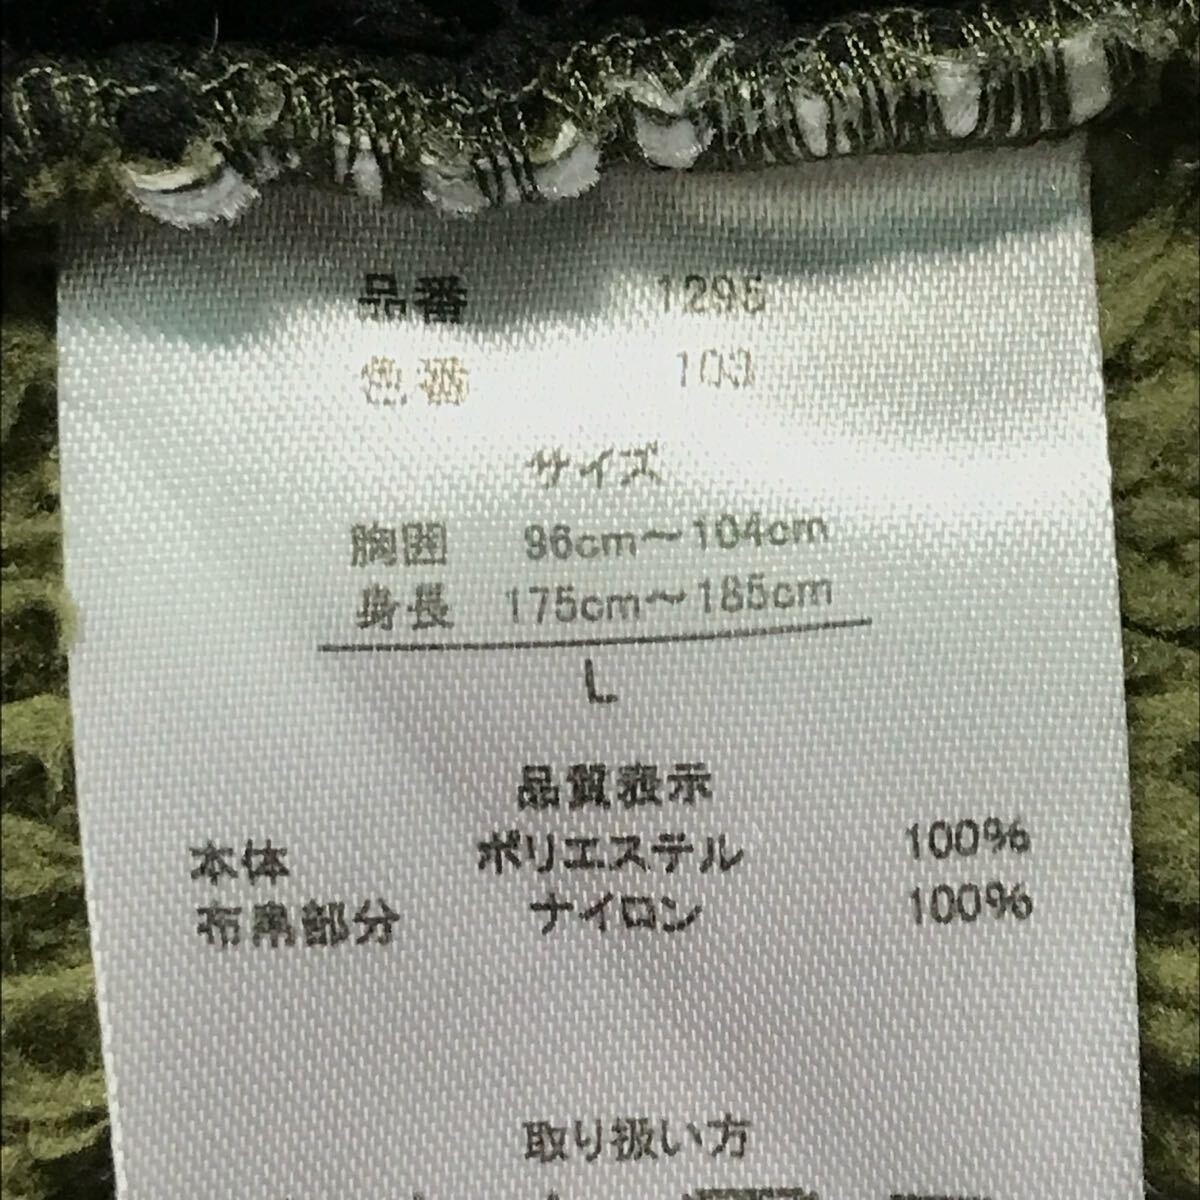 品番 1295
色番 103
サイズ
胸囲 96cm～104cm
身長 175cm～185cm
L
品質表示
本体 ポリエステル 100%
布帛部分 ナイロン 100%
取り扱い方